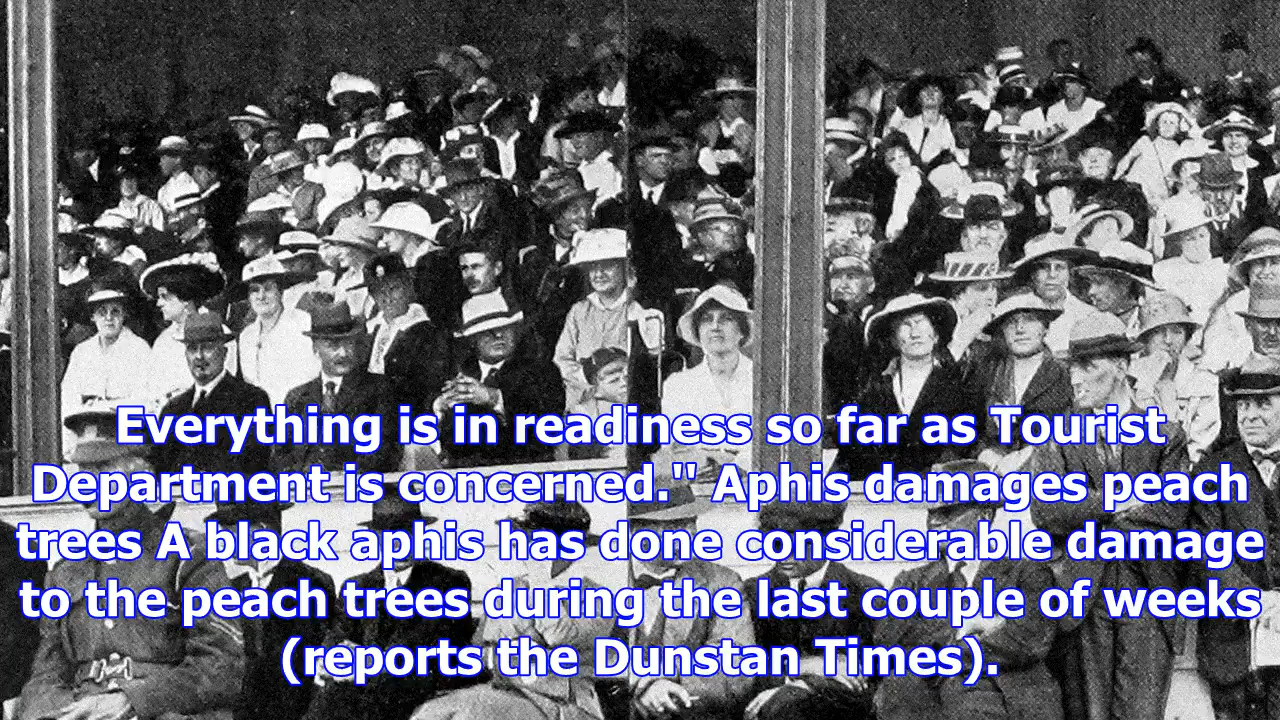 Everything is in readiness so far as Tourist
Department is concerned." Aphis damages peach
trees A black aphis has done considerable damage
to the peach trees during the last couple of weeks
(reports the Dunstan Times).